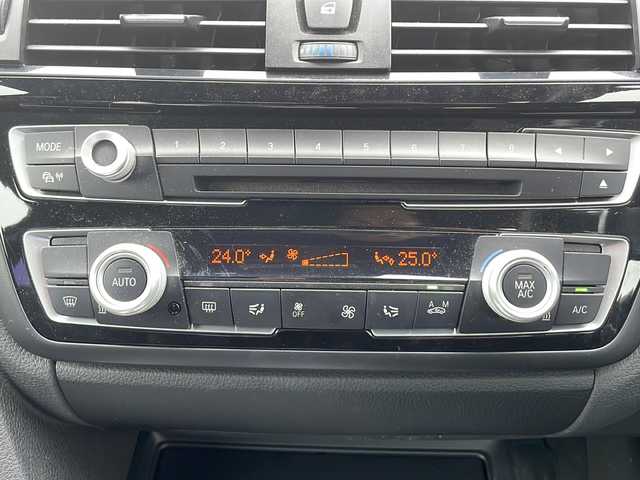 MODE 1 2 3 4 5 6 7 8
24.0° 25.0°
AUTO MAX A/C
OFF A M A/C